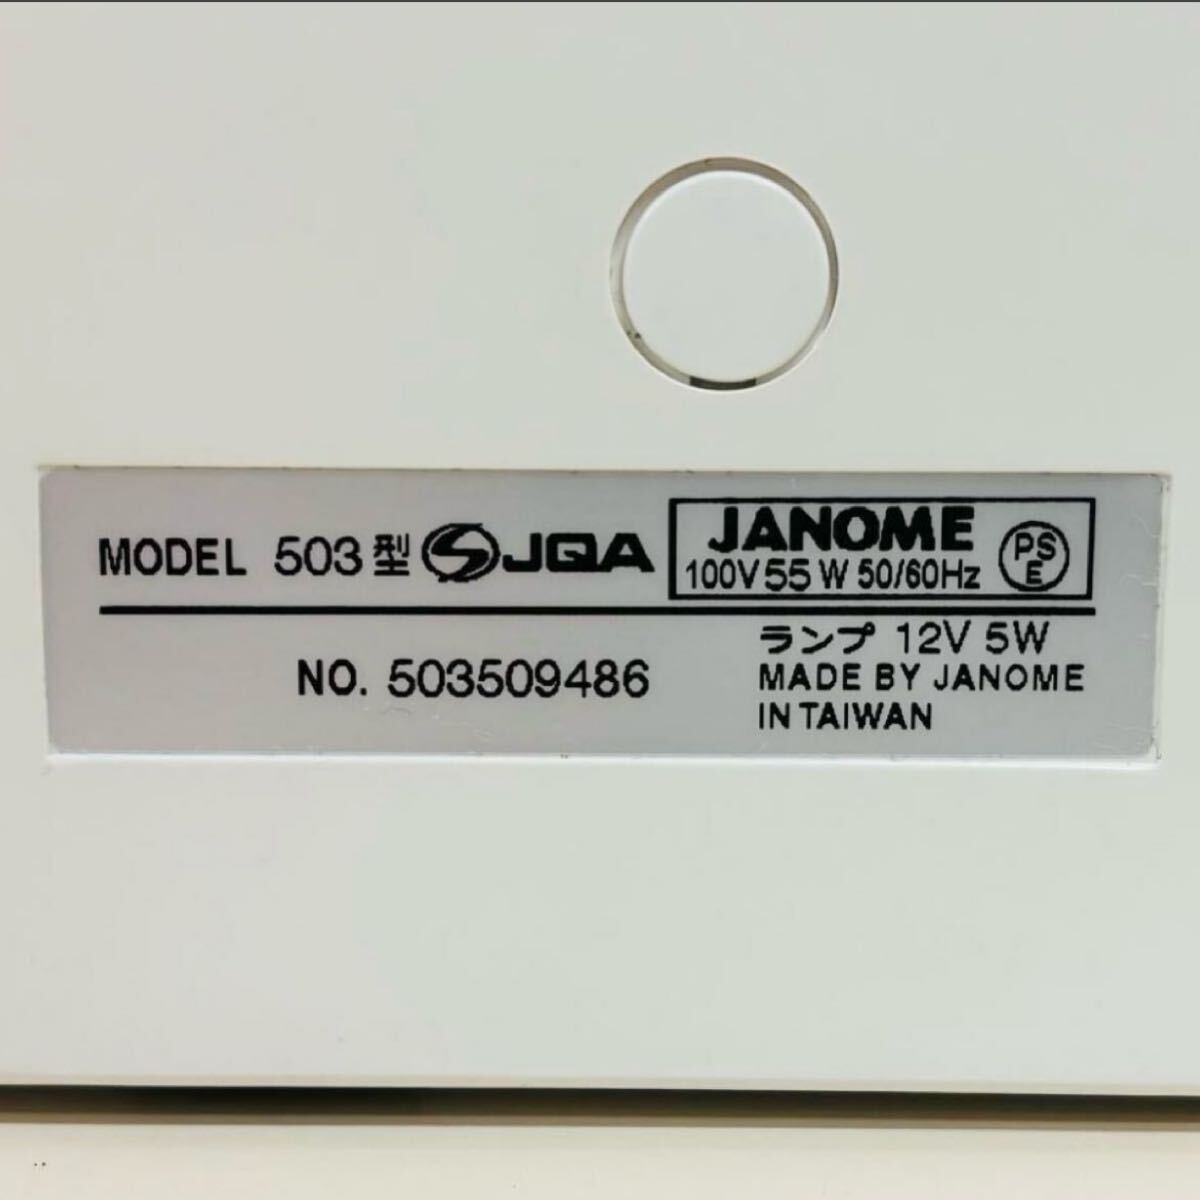 MODEL 503型 JQA
JANOME
100V 55W 50/60Hz
PS
E
NO. 503509486
ランプ 12V 5W
MADE BY JANOME
IN TAIWAN